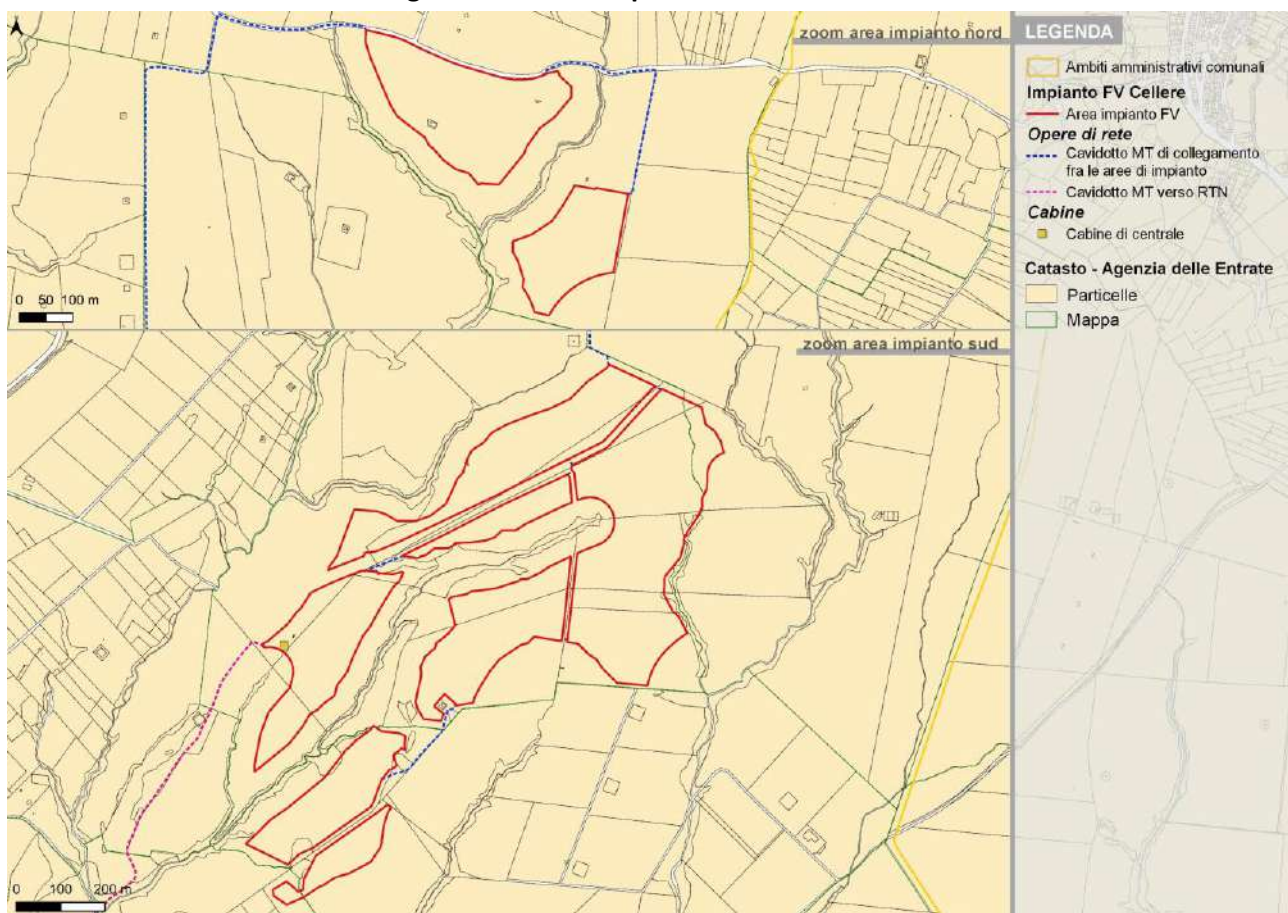 zoom area impianto nord
0 50 100 m
zoom area impianto sud
0 100 200 m
LEGENDA
Ambiti amministrativi comunali
Impianto FV Cellere
Area impianto FV
Opere di rete
Cavidotto MT di collegamento
fra le aree di impianto
Cavidotto MT verso RTN
Cabine
Cabine di centrale
Catasto - Agenzia delle Entrate
Particelle
Mappa